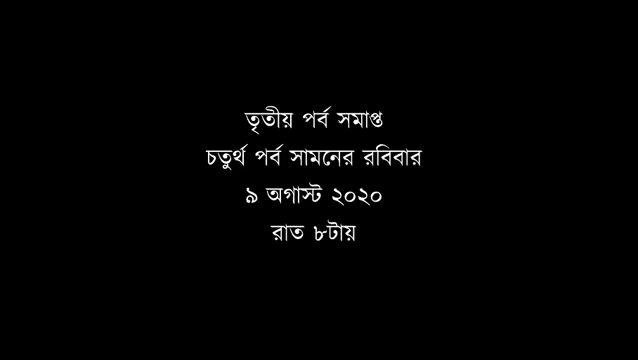 তৃতীয় পর্ব সমাপ্ত
চতুর্থ পর্ব সামনের রবিবার
৯ অগাস্ট ২০২০
রাত ৮টায়